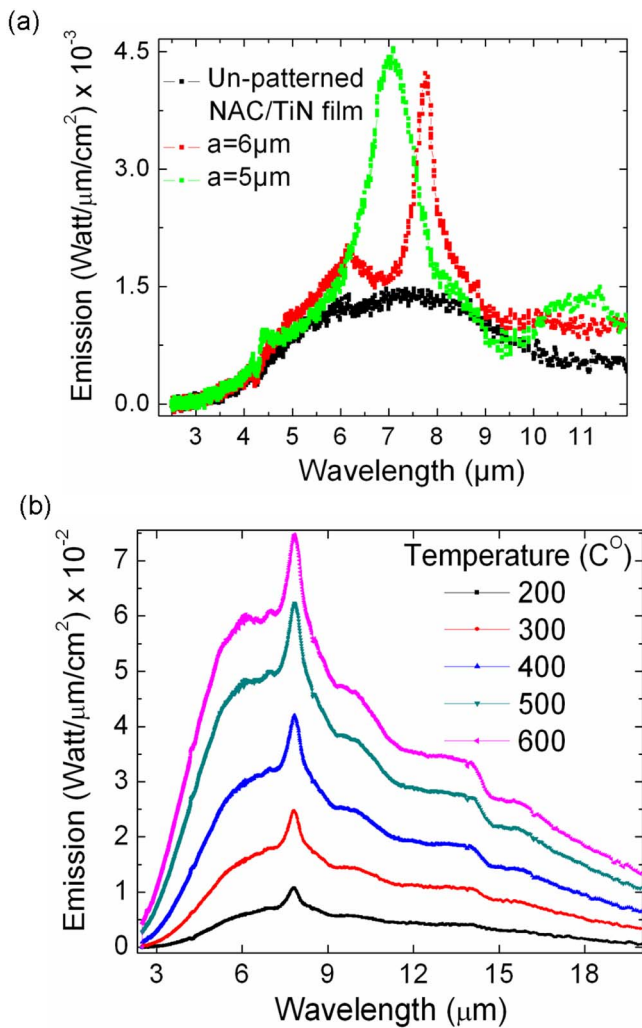 (a)
4.5
3.0
1.5
0.0
Emission (Watt/μm/cm²) x 10⁻³
Un-patterned
NAC/TiN film
a=6μm
a=5μm
3 4 5 6 7 8 9 10 11
Wavelength (μm)
(b)
7
6
5
4
3
2
1
0
Emission (Watt/μm/cm²) x 10⁻²
Temperature (C^O)
200
300
400
500
600
3 6 9 12 15 18
Wavelength (μm)